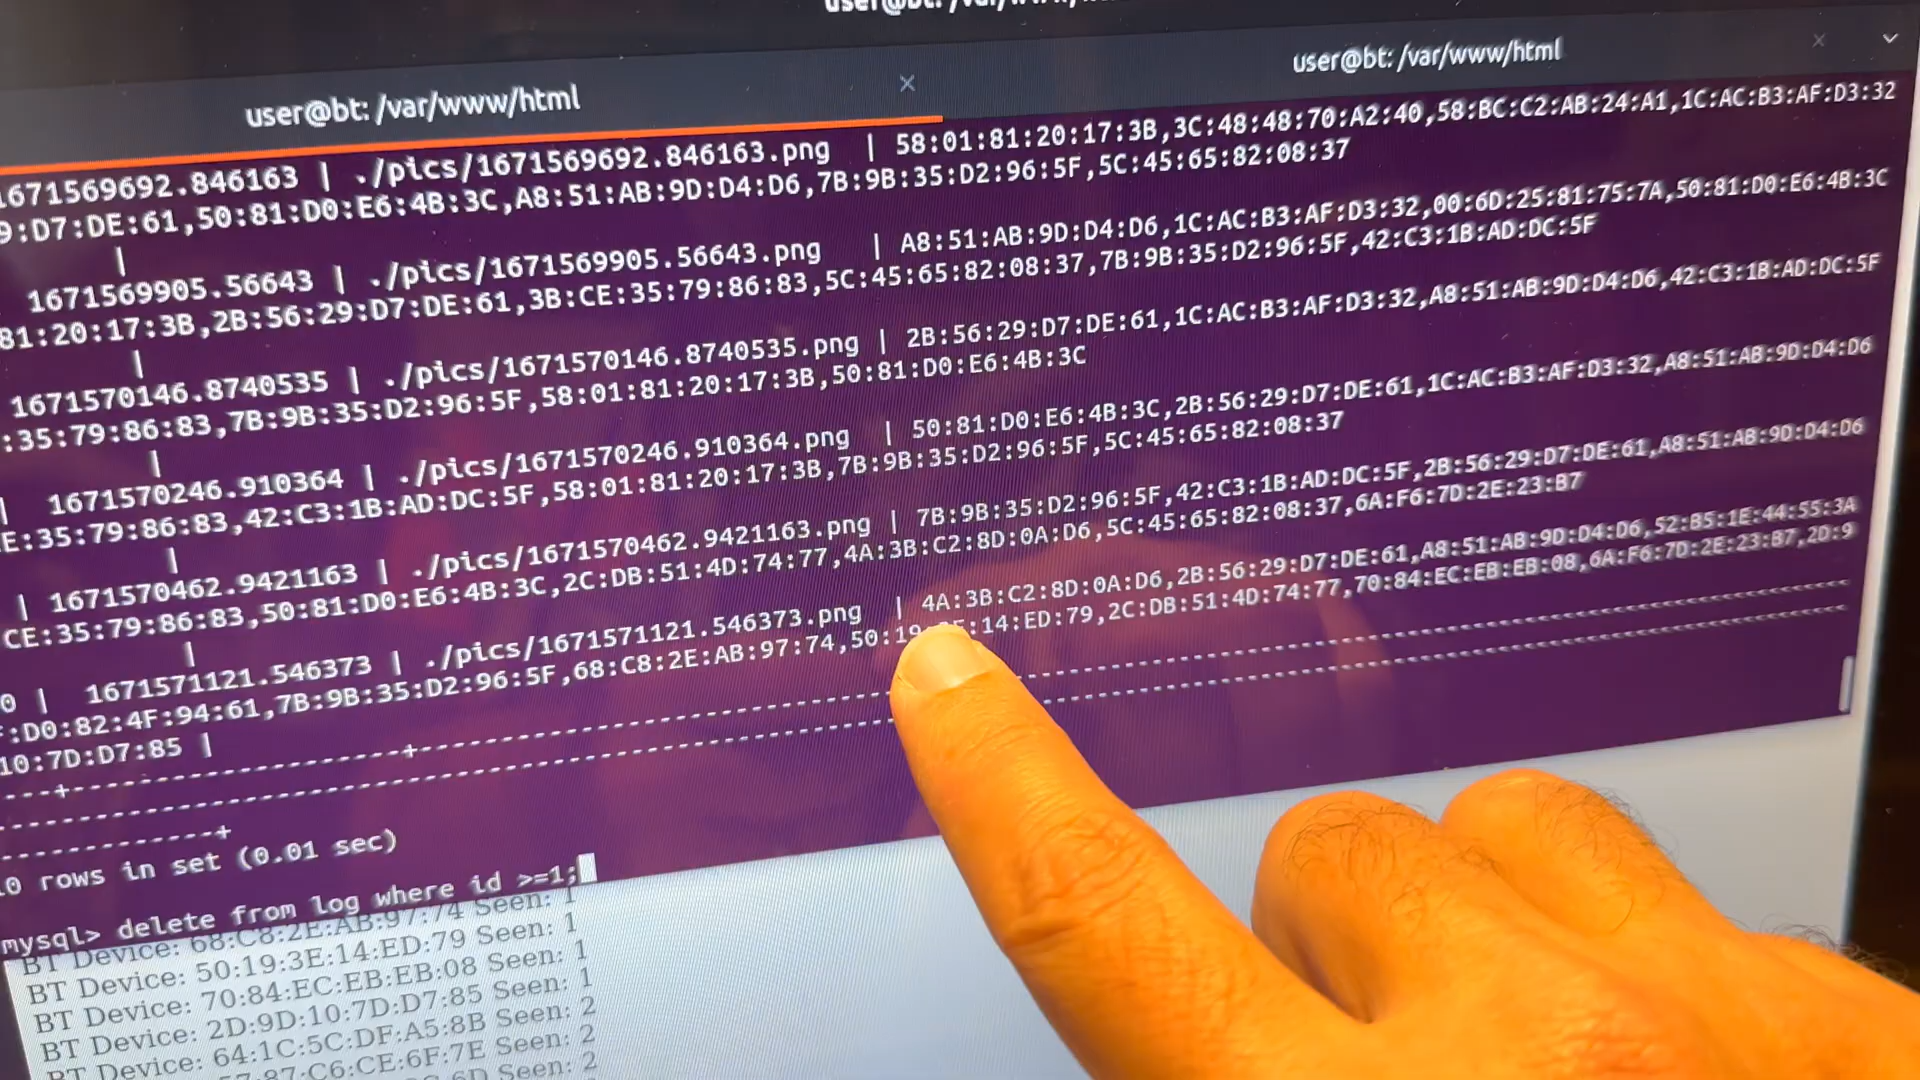 user@bt: /var/www/html
user@bt: /var/www/html
1671569692.846163 | ./pics/1671569692.846163.png | 58:01:81:20:17:3B,3C:48:48:70:A2:40,58:BC:C2:AB:24:A1,1C:AC:B3:AF:D3:32
9:D7:DE:61,50:81:D0:E6:4B:3C,A8:51:AB:9D:D4:D6,7B:9B:35:D2:96:5F,5C:45:65:82:08:37
|
1671569905.56643 | ./pics/1671569905.56643.png | A8:51:AB:9D:D4:D6,1C:AC:B3:AF:D3:32,00:6D:25:81:75:7A,50:81:D0:E6:4B:3C
81:20:17:3B,2B:56:29:D7:DE:61,3B:CE:35:79:86:83,5C:45:65:82:08:37,7B:9B:35:D2:96:5F,42:C3:1B:AD:DC:5F
|
1671570146.8740535 | ./pics/1671570146.8740535.png | 2B:56:29:D7:DE:61,1C:AC:B3:AF:D3:32,A8:51:AB:9D:D4:D6,42:C3:1B:AD:DC:5F
:35:79:86:83,7B:9B:35:D2:96:5F,58:01:81:20:17:3B,50:81:D0:E6:4B:3C
|
| 1671570246.910364 | ./pics/1671570246.910364.png | 50:81:D0:E6:4B:3C,2B:56:29:D7:DE:61,1C:AC:B3:AF:D3:32,A8:51:AB:9D:D4:D6
E:35:79:86:83,42:C3:1B:AD:DC:5F,58:01:81:20:17:3B,7B:9B:35:D2:96:5F,5C:45:65:82:08:37
|
| 1671570462.9421163 | ./pics/1671570462.9421163.png | 7B:9B:35:D2:96:5F,42:C3:1B:AD:DC:5F,2B:56:29:D7:DE:61,A8:51:AB:9D:D4:D6
CE:35:79:86:83,50:81:D0:E6:4B:3C,2C:DB:51:4D:74:77,4A:3B:C2:8D:0A:D6,5C:45:65:82:08:37,6A:F6:7D:2E:23:B7
|
0 | 1671571121.546373 | ./pics/1671571121.546373.png | 4A:3B:C2:8D:0A:D6,2B:56:29:D7:DE:61,A8:51:AB:9D:D4:D6,52:B5:1E:44:55:3A
:D0:82:4F:94:61,7B:9B:35:D2:96:5F,68:C8:2E:AB:97:74,50:19 :14:ED:79,2C:DB:51:4D:74:77,70:84:EC:EB:EB:08,6A:F6:7D:2E:23:B7,2D:9
10:7D:D7:85 |
10 rows in set (0.01 sec)
mysql> delete from log where id >=1;
BT Device: 68:C8:2E:AB:97:74 Seen: 1
BT Device: 50:19:3E:14:ED:79 Seen: 1
BT Device: 70:84:EC:EB:EB:08 Seen: 1
BT Device: 2D:9D:10:7D:D7:85 Seen: 1
BT Device: 64:1C:5C:DF:A5:8B Seen: 2
BT Device: :87:C6:CE:6F:7E Seen: 2
:6D Seen: 2